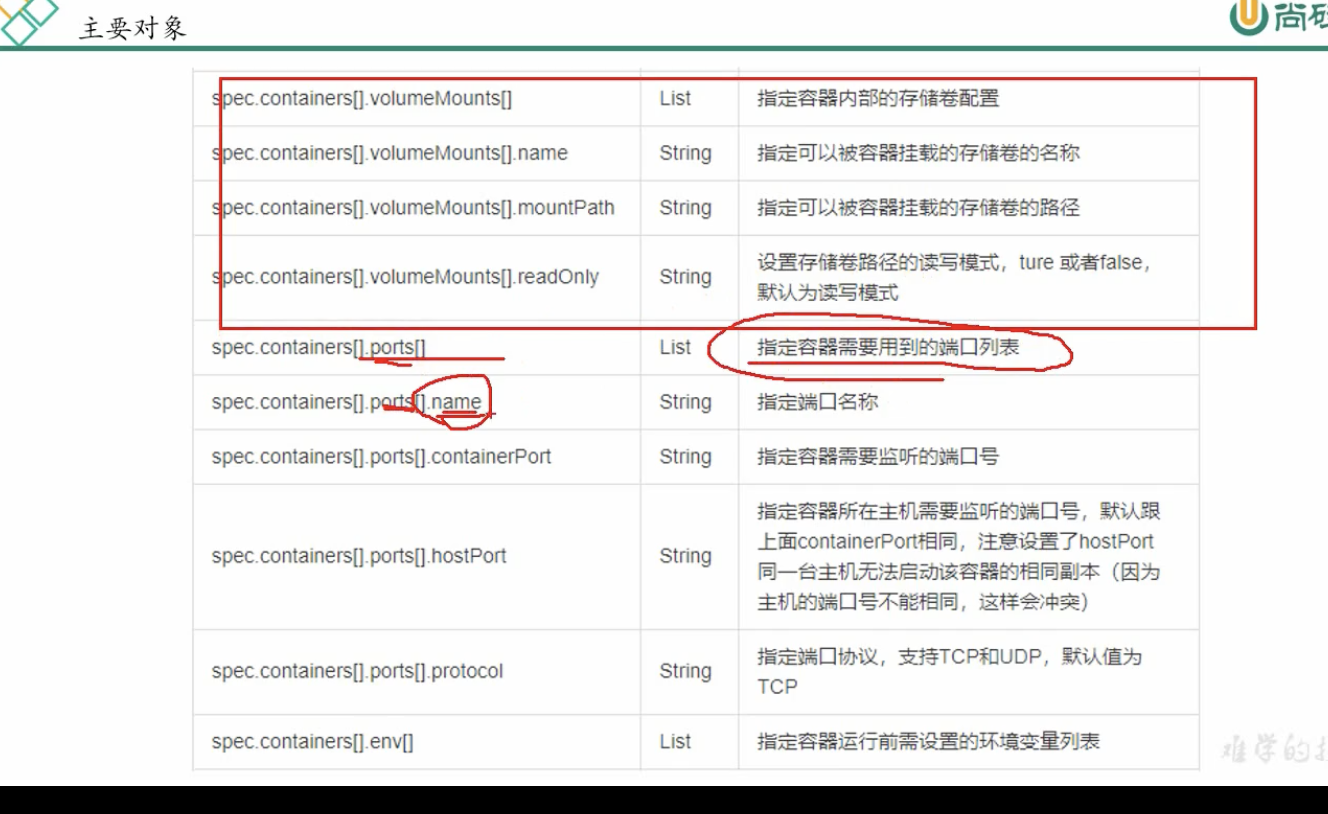 主要对象
尚硅
spec.containers[].volumeMounts[] List 指定容器内部的存储卷配置
spec.containers[].volumeMounts[].name String 指定可以被容器挂载的存储卷的名称
spec.containers[].volumeMounts[].mountPath String 指定可以被容器挂载的存储卷的路径
spec.containers[].volumeMounts[].readOnly String 设置存储卷路径的读写模式，ture 或者false，
默认为读写模式
spec.containers[].ports[] List 指定容器需要用到的端口列表
spec.containers[].ports[].name String 指定端口名称
spec.containers[].ports[].containerPort String 指定容器需要监听的端口号
spec.containers[].ports[].hostPort String 指定容器所在主机需要监听的端口号，默认跟
上面containerPort相同，注意设置了hostPort
同一台主机无法启动该容器的相同副本（因为
主机的端口号不能相同，这样会冲突）
spec.containers[].ports[].protocol String 指定端口协议，支持TCP和UDP，默认值为
TCP
spec.containers[].env[] List 指定容器运行前需设置的环境变量列表
难学的技